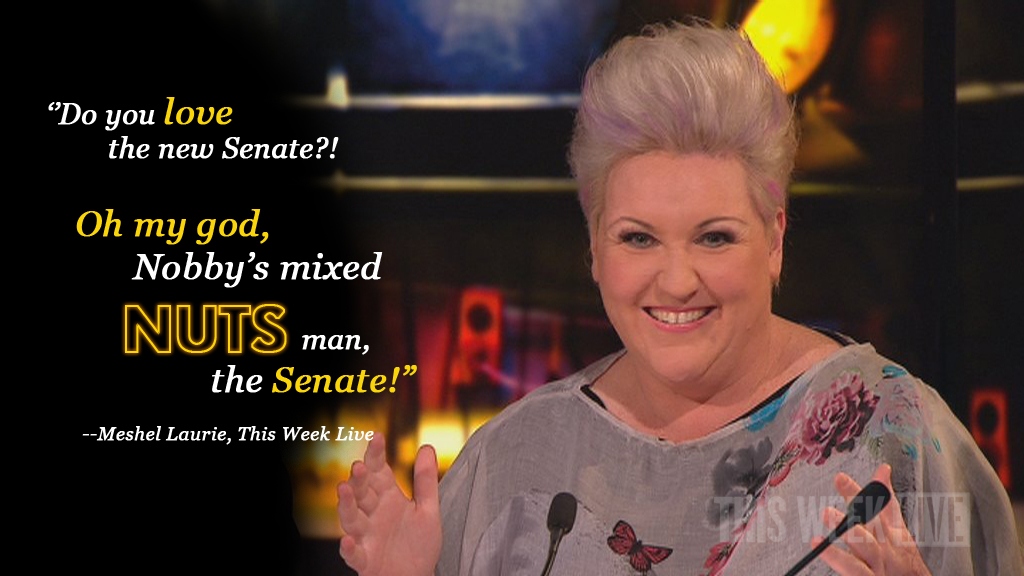 ‘’Do you love
the new Senate?!
Oh my god,
Nobby’s mixed
NUTS man,
the Senate!”
--Meshel Laurie, This Week Live
THIS WEEK LIVE